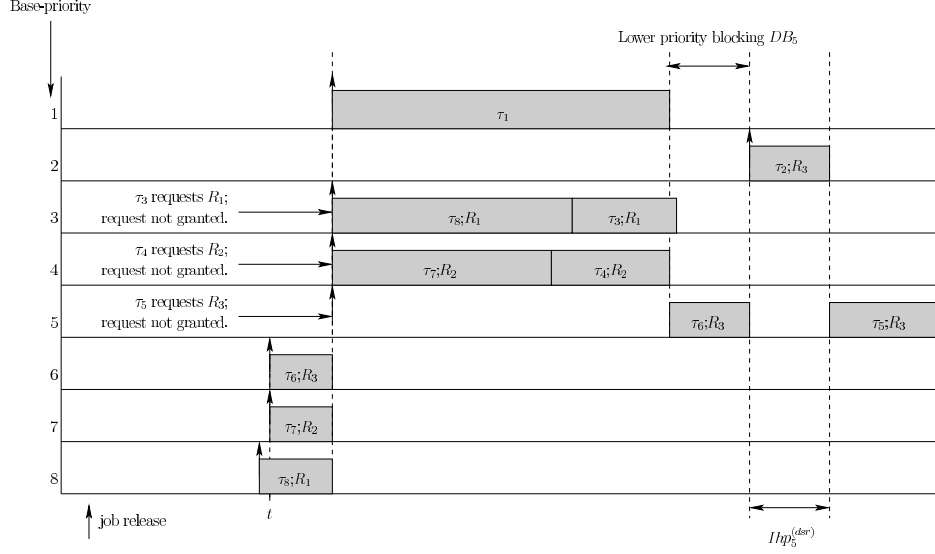 Base-priority
Lower priority blocking DB₅
1
τ₁
2
τ₂;R₃
τ₃ requests R₁;
request not granted.
3
τ₈;R₁
τ₃;R₁
τ₄ requests R₂;
request not granted.
4
τ₇;R₂
τ₄;R₂
τ₅ requests R₃;
request not granted.
5
τ₆;R₃
τ₅;R₃
6
τ₆;R₃
7
τ₇;R₂
8
τ₈;R₁
t
job release
Ihp₅⁽ᵈˢʳ⁾